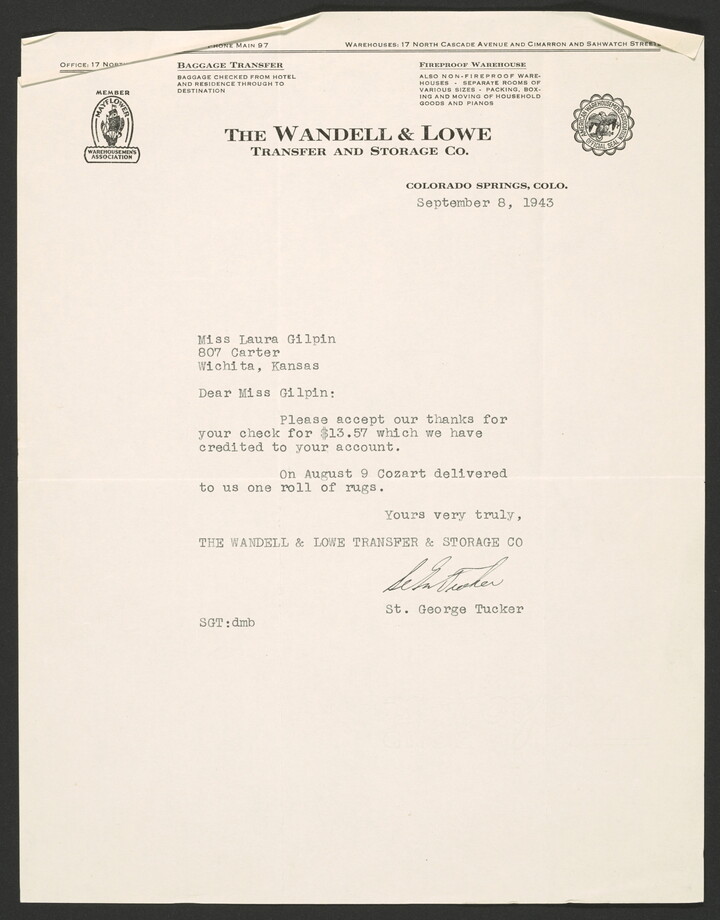 PHONE MAIN 97
WAREHOUSES: 17 NORTH CASCADE AVENUE AND CIMARRON AND SAHWATCH STREETS
OFFICE: 17 NORTH
BAGGAGE TRANSFER
BAGGAGE CHECKED FROM HOTEL
AND RESIDENCE THROUGH TO
DESTINATION
FIREPROOF WAREHOUSE
ALSO NON-FIREPROOF WARE-
HOUSES - SEPARATE ROOMS OF
VARIOUS SIZES - PACKING, BOX-
ING AND MOVING OF HOUSEHOLD
GOODS AND PIANOS
MEMBER
MAYFLOWER
WAREHOUSEMEN'S
ASSOCIATION
AMERICAN WAREHOUSEMEN'S ASSOCIATION
OFFICIAL SEAL
THE WANDELL & LOWE
TRANSFER AND STORAGE CO.
COLORADO SPRINGS, COLO.
September 8, 1943
Miss Laura Gilpin
807 Carter
Wichita, Kansas
Dear Miss Gilpin:
Please accept our thanks for
your check for $13.57 which we have
credited to your account.
On August 9 Cozart delivered
to us one roll of rugs.
Yours very truly,
THE WANDELL & LOWE TRANSFER & STORAGE CO
St. George Tucker
SGT:dmb